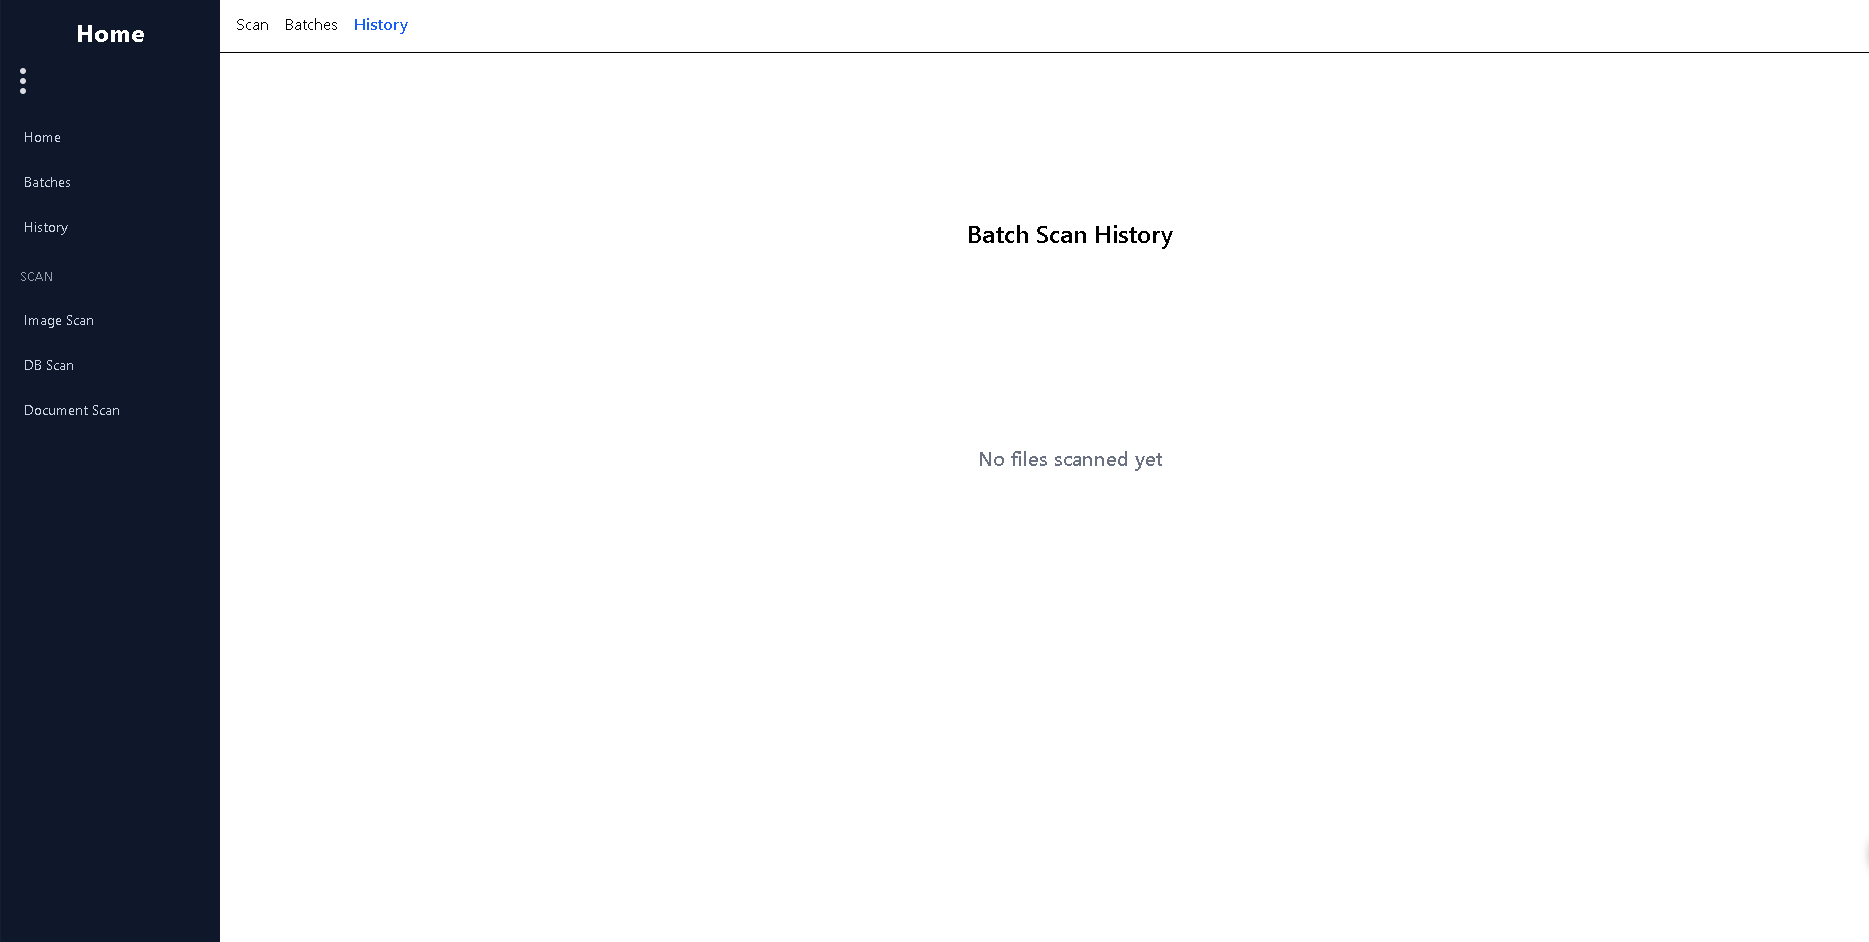 Home
Home
Batches
History
SCAN
Image Scan
DB Scan
Document Scan
Scan Batches History
Batch Scan History
No files scanned yet